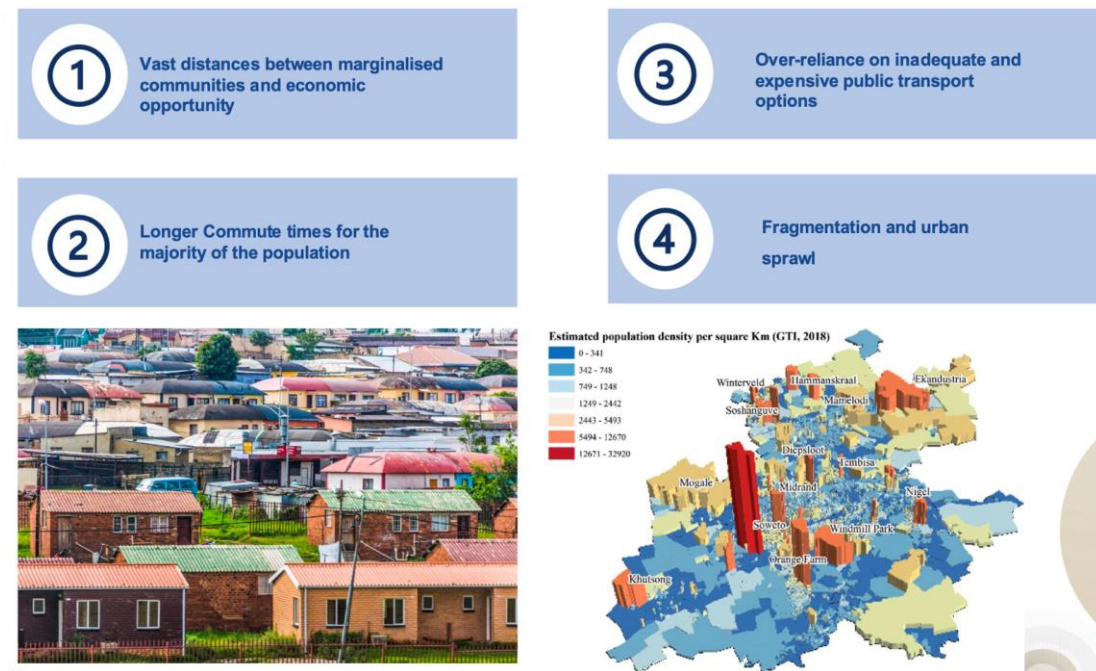 1
Vast distances between marginalised
communities and economic
opportunity
2
Longer Commute times for the
majority of the population
3
Over-reliance on inadequate and
expensive public transport
options
4
Fragmentation and urban
sprawl
Estimated population density per square Km (GTI, 2018)
0 - 341
342 - 748
749 - 1248
1249 - 2442
2443 - 5493
5494 - 12670
12671 - 32920
Winterveld
Hammanskraal
Ekandustria
Soshanguve
Mamelodi
Diepsloot
Tembisa
Mogale
Midrand
Nigel
Soweto
Windmill Park
Orange Farm
Khutsong